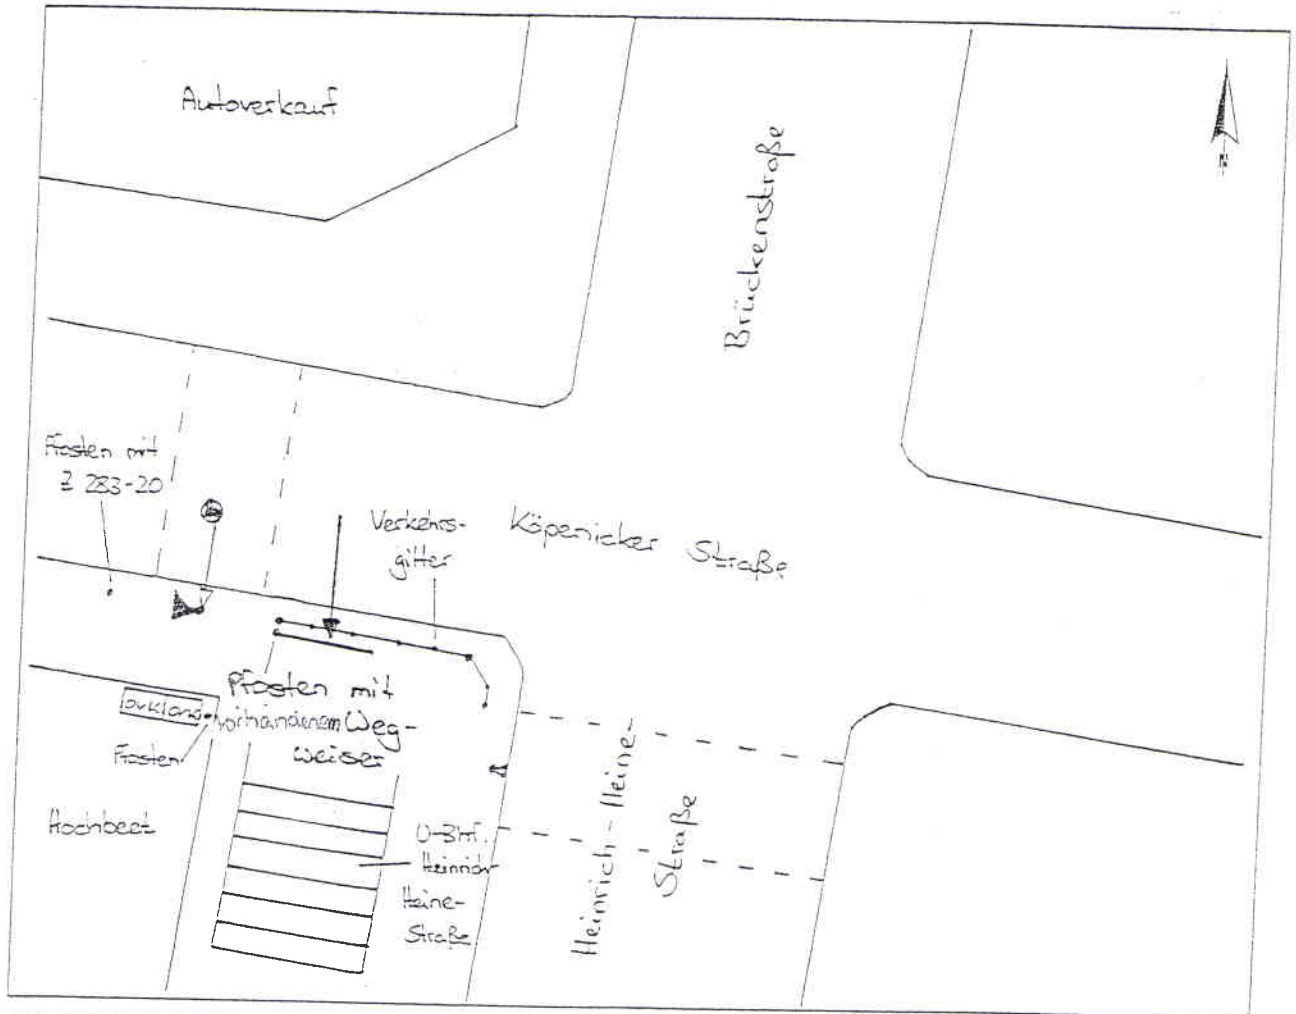 Autoverkauf
N
Brückenstraße
Pfosten mit
Z 283-20
Verkehrs-
gitter
Köpenicker Straße
Pfosten mit
vorhandenem Weg-
weiser
Pfosten
Hochbeet
U-Bhf.
Heinrich-
Heine-
Straße
Heinrich-Heine-
Straße